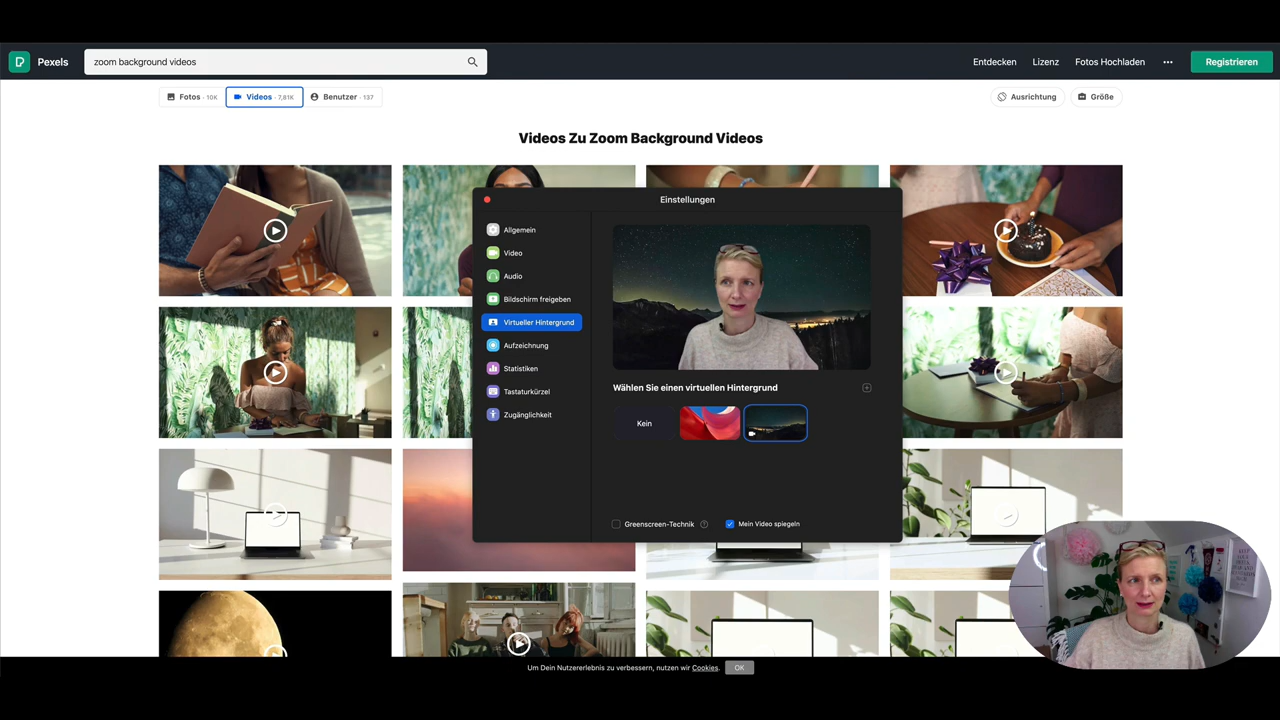 Pexels
zoom background videos
Entdecken
Lizenz
Fotos Hochladen
Registrieren
Fotos · 10K
Videos · 7,81K
Benutzer · 137
Ausrichtung
Größe
Videos Zu Zoom Background Videos
Einstellungen
Allgemein
Video
Audio
Bildschirm freigeben
Virtueller Hintergrund
Aufzeichnung
Statistiken
Tastaturkürzel
Zugänglichkeit
Wählen Sie einen virtuellen Hintergrund
Kein
Greenscreen-Technik
Mein Video spiegeln
Um Dein Nutzererlebnis zu verbessern, nutzen wir Cookies.
OK